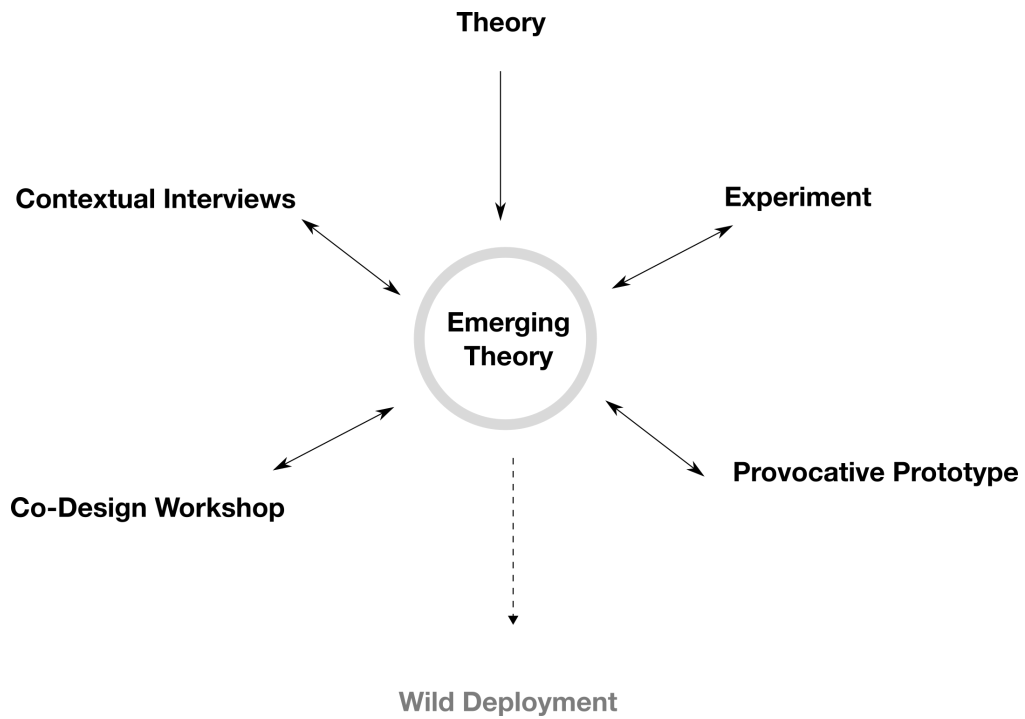 Theory
Contextual Interviews
Experiment
Emerging
Theory
Provocative Prototype
Co-Design Workshop
Wild Deployment